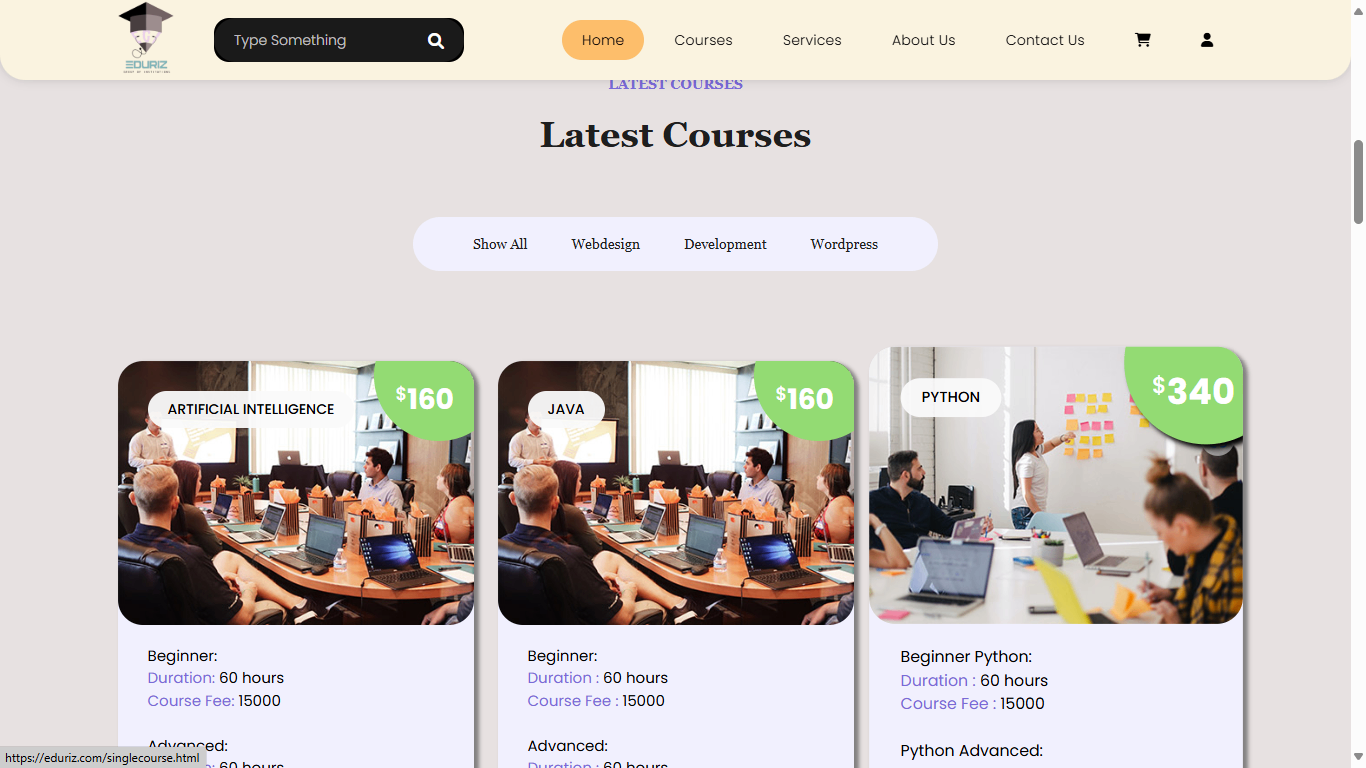 EDURIZ
GROUP OF INSTITUTIONS
Type Something
Home
Courses
Services
About Us
Contact Us
LATEST COURSES
Latest Courses
Show All
Webdesign
Development
Wordpress
ARTIFICIAL INTELLIGENCE
$160
JAVA
$160
PYTHON
$340
Beginner:
Duration: 60 hours
Course Fee: 15000
Advanced:
60 hours
Beginner:
Duration : 60 hours
Course Fee : 15000
Advanced:
Duration : 60 hours
Beginner Python:
Duration : 60 hours
Course Fee : 15000
Python Advanced:
https://eduriz.com/singlecourse.html